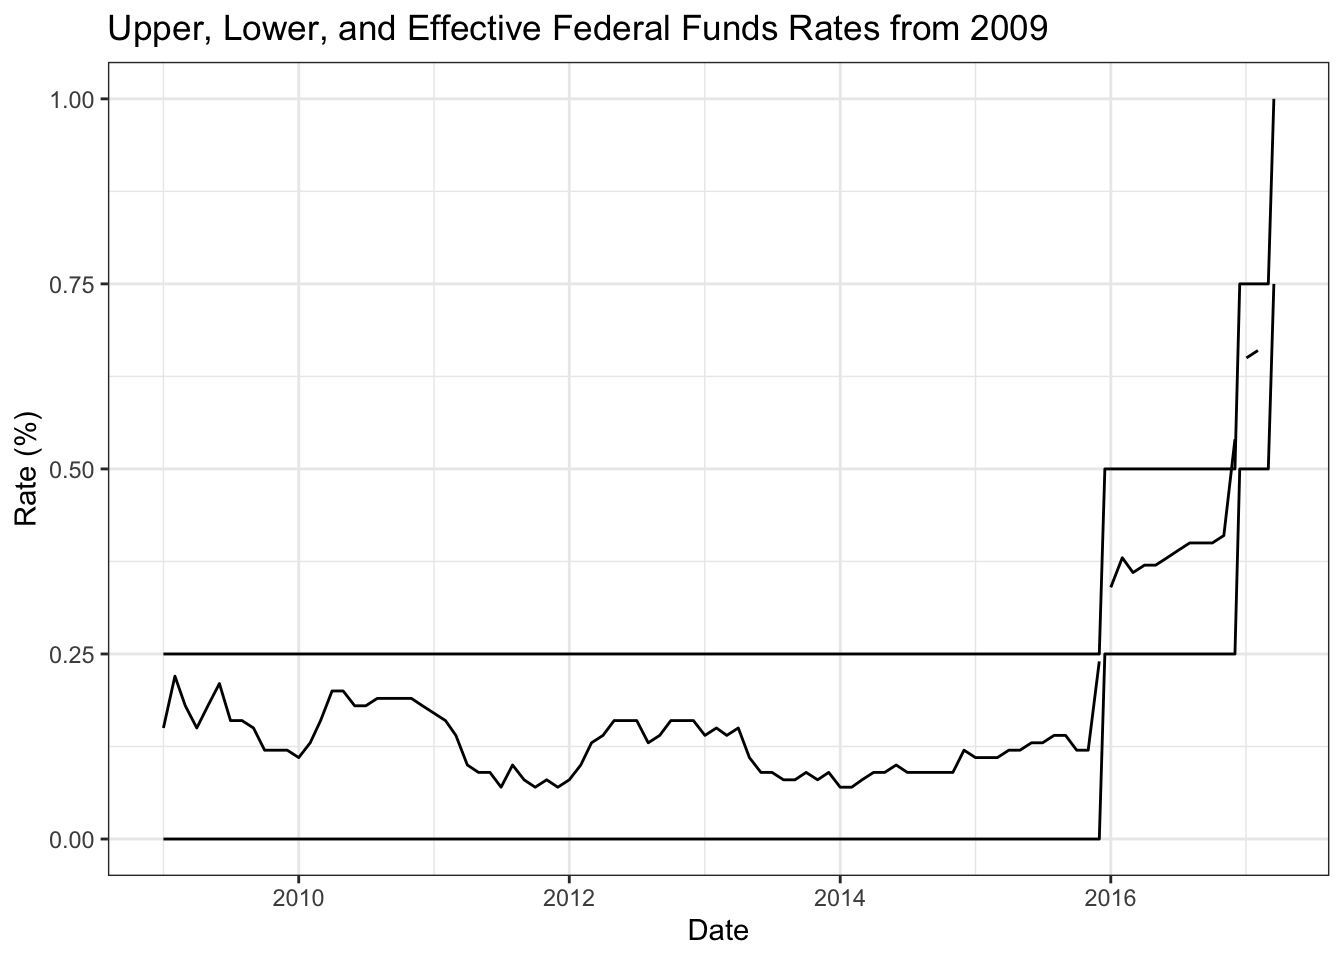 Upper, Lower, and Effective Federal Funds Rates from 2009
1.00
0.75
0.50
0.25
0.00
Rate (%)
2010 2012 2014 2016
Date